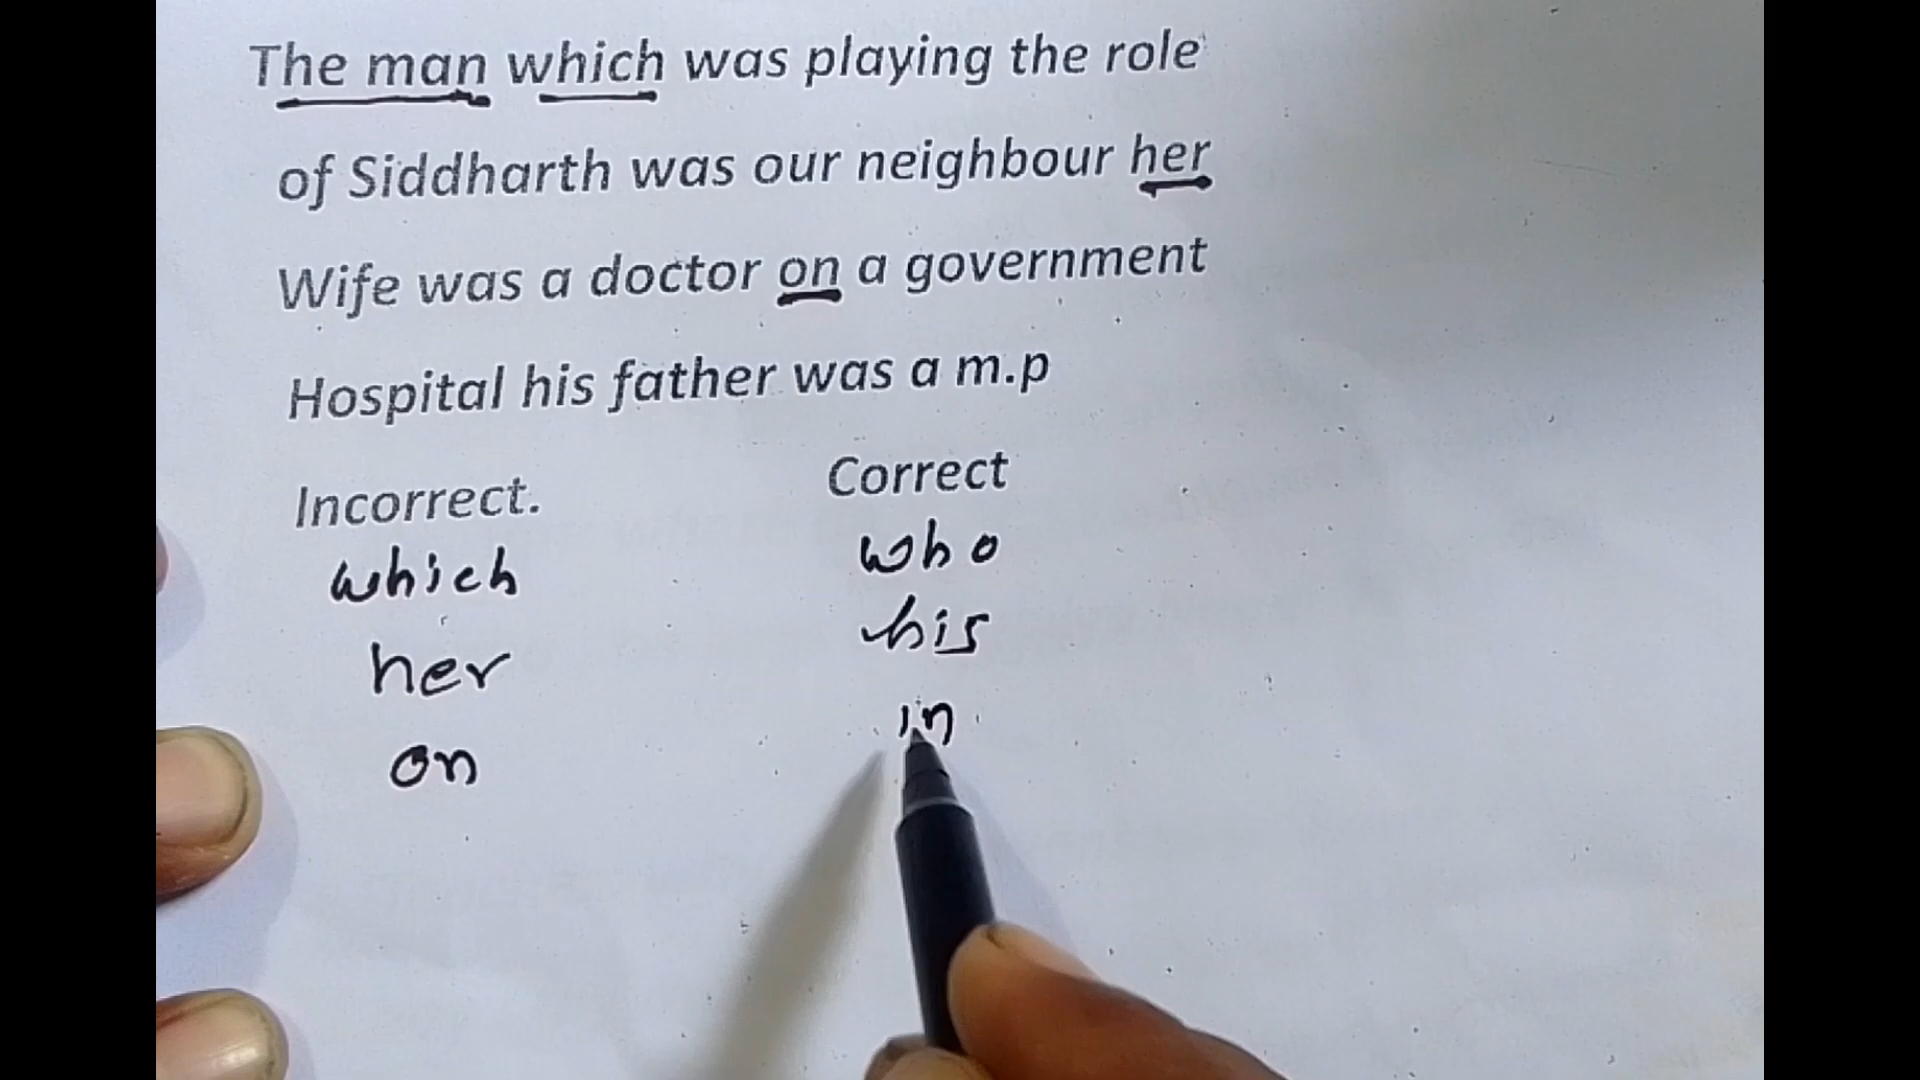 The man which was playing the role
of Siddharth was our neighbour her
Wife was a doctor on a government
Hospital his father was a m.p
Incorrect. Correct
which who
her his
on in